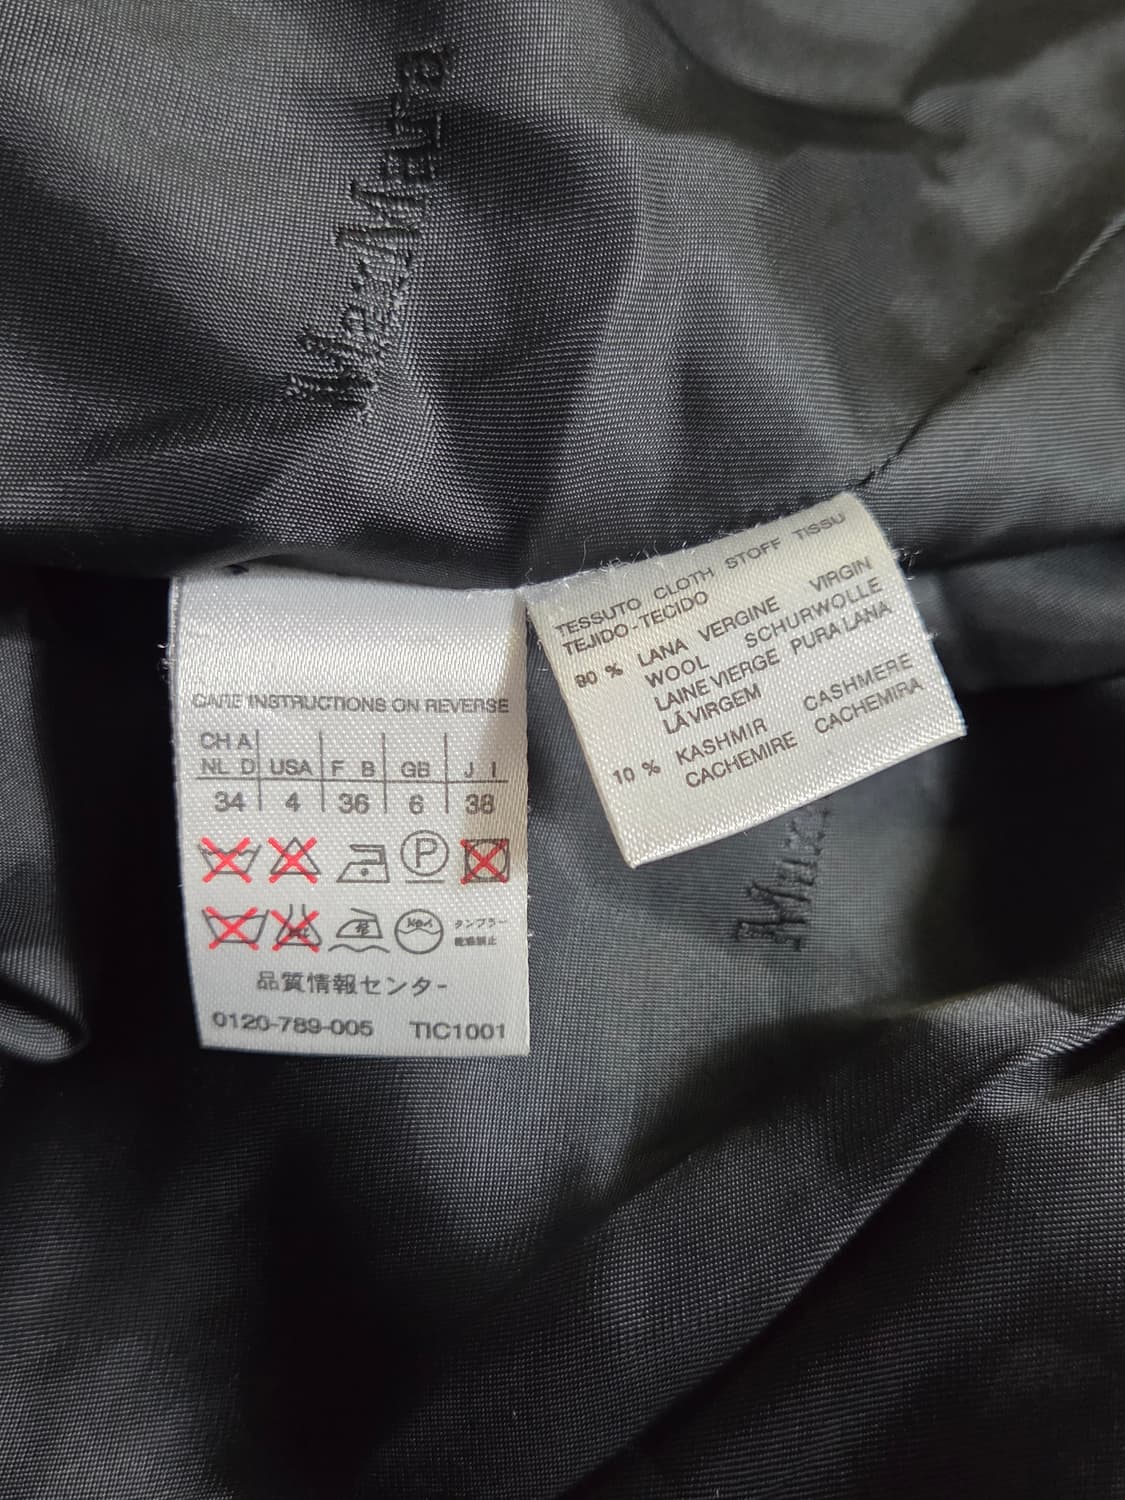 MaxMara
CARE INSTRUCTIONS ON REVERSE
CH A
NL D USA F B GB J I
34 4 36 6 38
P
タンブラー
乾燥禁止
品質情報センター
0120-789-005 TIC1001
TESSUTO CLOTH STOFF TISSU
TEJIDO-TECIDO
90 % LANA VERGINE VIRGIN
WOOL SCHURWOLLE
LAINE VIERGE PURA LANA
LÃ VIRGEM
10 % KASHMIR CASHMERE
CACHEMIRE CACHEMIRA